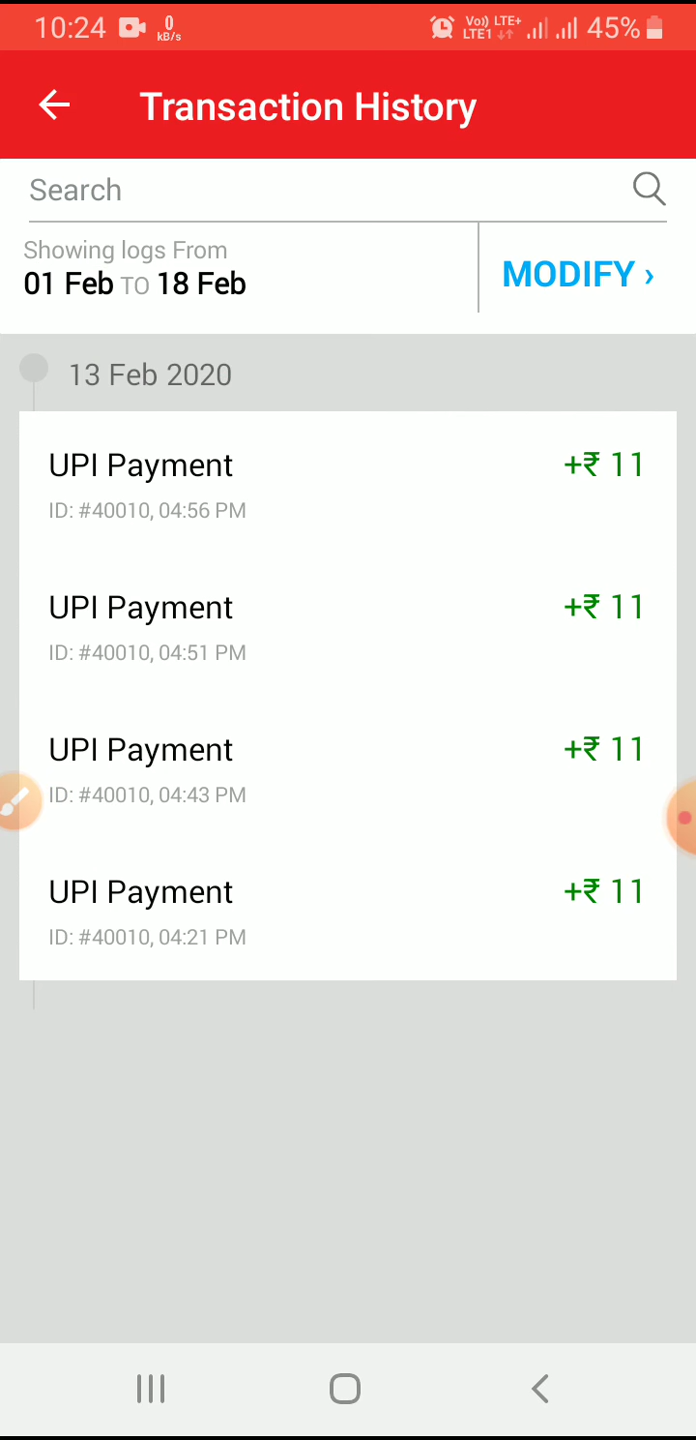 10:24 0 kB/s Vo)) LTE+ LTE1 45%
Transaction History
Search
Showing logs From
01 Feb TO 18 Feb
MODIFY ›
13 Feb 2020
UPI Payment +₹ 11
ID: #40010, 04:56 PM
UPI Payment +₹ 11
ID: #40010, 04:51 PM
UPI Payment +₹ 11
ID: #40010, 04:43 PM
UPI Payment +₹ 11
ID: #40010, 04:21 PM